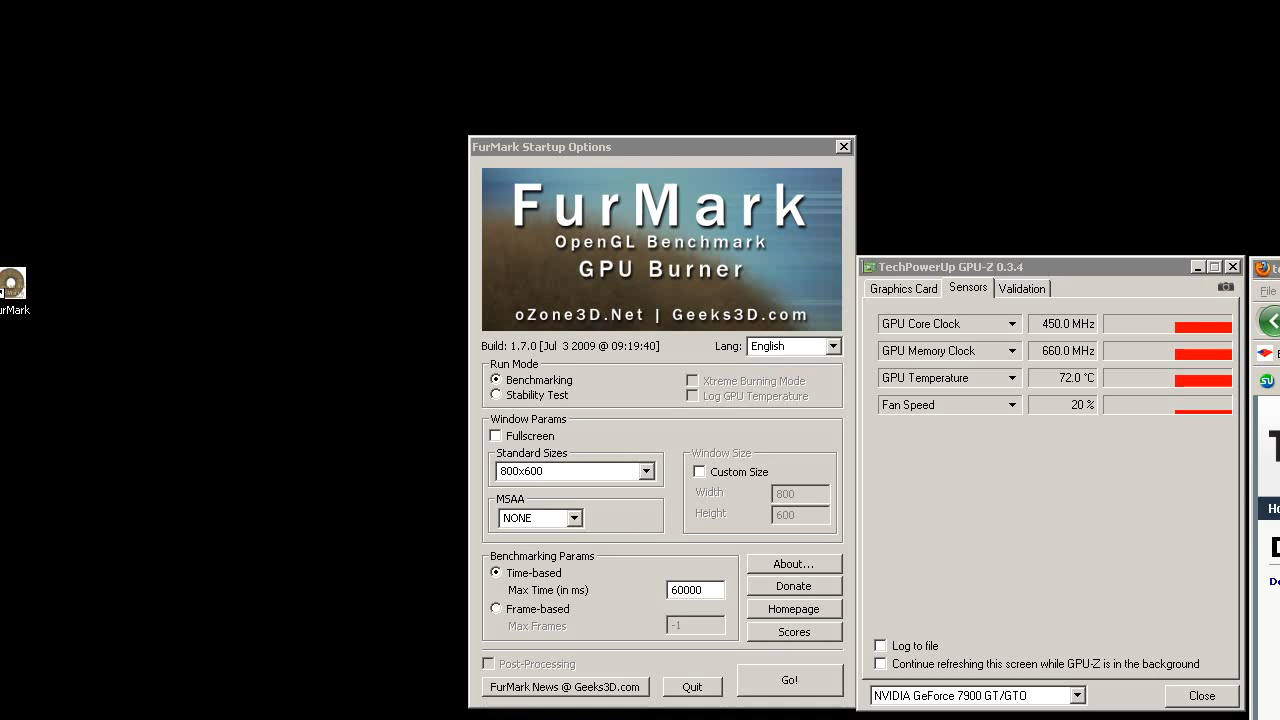 urMark
FurMark Startup Options
FurMark
OpenGL Benchmark
GPU Burner
oZone3D.Net | Geeks3D.com
Build: 1.7.0 [Jul 3 2009 @ 09:19:40]
Lang: English
Run Mode
Benchmarking
Xtreme Burning Mode
Stability Test
Log GPU Temperature
Window Params
Fullscreen
Standard Sizes
800x600
Window Size
Custom Size
Width 800
Height 600
MSAA
NONE
Benchmarking Params
Time-based
Max Time (in ms) 60000
Frame-based
Max Frames -1
About...
Donate
Homepage
Scores
Post-Processing
FurMark News @ Geeks3D.com
Quit
Go!
TechPowerUp GPU-Z 0.3.4
Graphics Card Sensors Validation
GPU Core Clock 450.0 MHz
GPU Memory Clock 660.0 MHz
GPU Temperature 72.0 °C
Fan Speed 20 %
Log to file
Continue refreshing this screen while GPU-Z is in the background
NVIDIA GeForce 7900 GT/GTO
Close
File